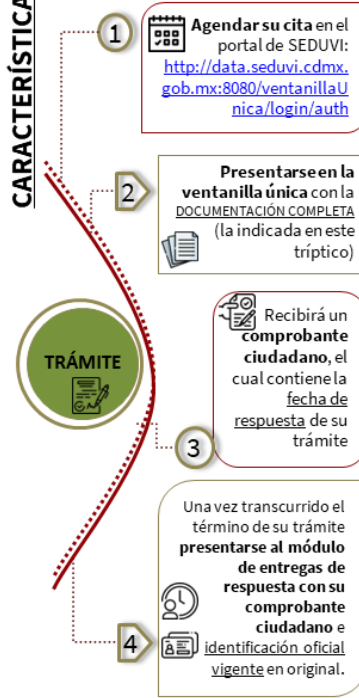 CARACTERÍSTICA
1
Agendar su cita en el
portal de SEDUVI:
http://data.seduvi.cdmx.
gob.mx:8080/ventanillaU
nica/login/auth
2
Presentarse en la
ventanilla única con la
DOCUMENTACIÓN COMPLETA
(la indicada en este
tríptico)
TRÁMITE
3
Recibirá un
comprobante
ciudadano, el
cual contiene la
fecha de
respuesta de su
trámite
4
Una vez transcurrido el
término de su trámite
presentarse al módulo
de entregas de
respuesta con su
comprobante
ciudadano e
identificación oficial
vigente en original.